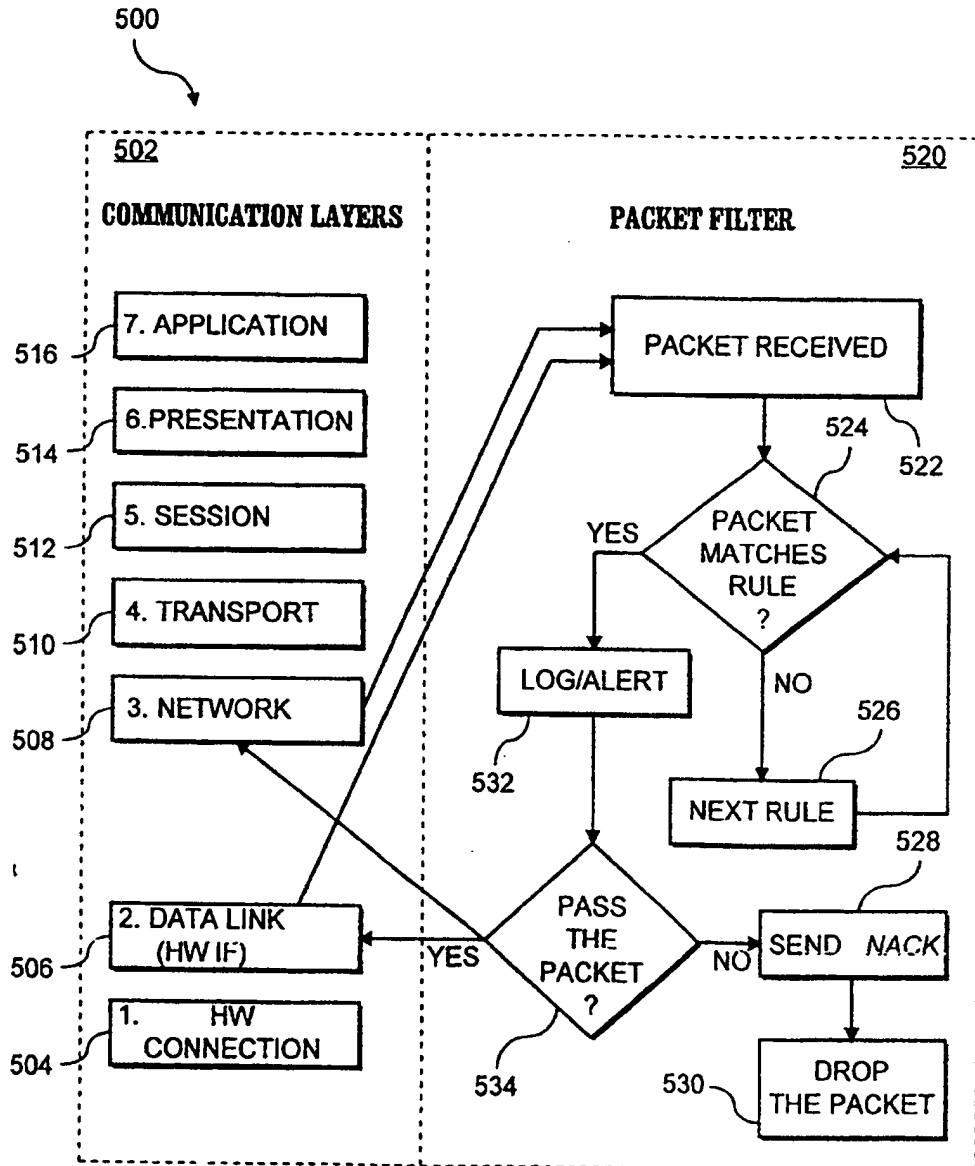 500
502
520
COMMUNICATION LAYERS
PACKET FILTER
7. APPLICATION
516
6.PRESENTATION
514
5. SESSION
512
4. TRANSPORT
510
3. NETWORK
508
2. DATA LINK
(HW IF)
506
1. HW
CONNECTION
504
PACKET RECEIVED
522
524
PACKET
MATCHES
RULE
?
YES
NO
LOG/ALERT
532
526
NEXT RULE
528
PASS
THE
PACKET
?
YES
NO
534
SEND NACK
530
DROP
THE PACKET